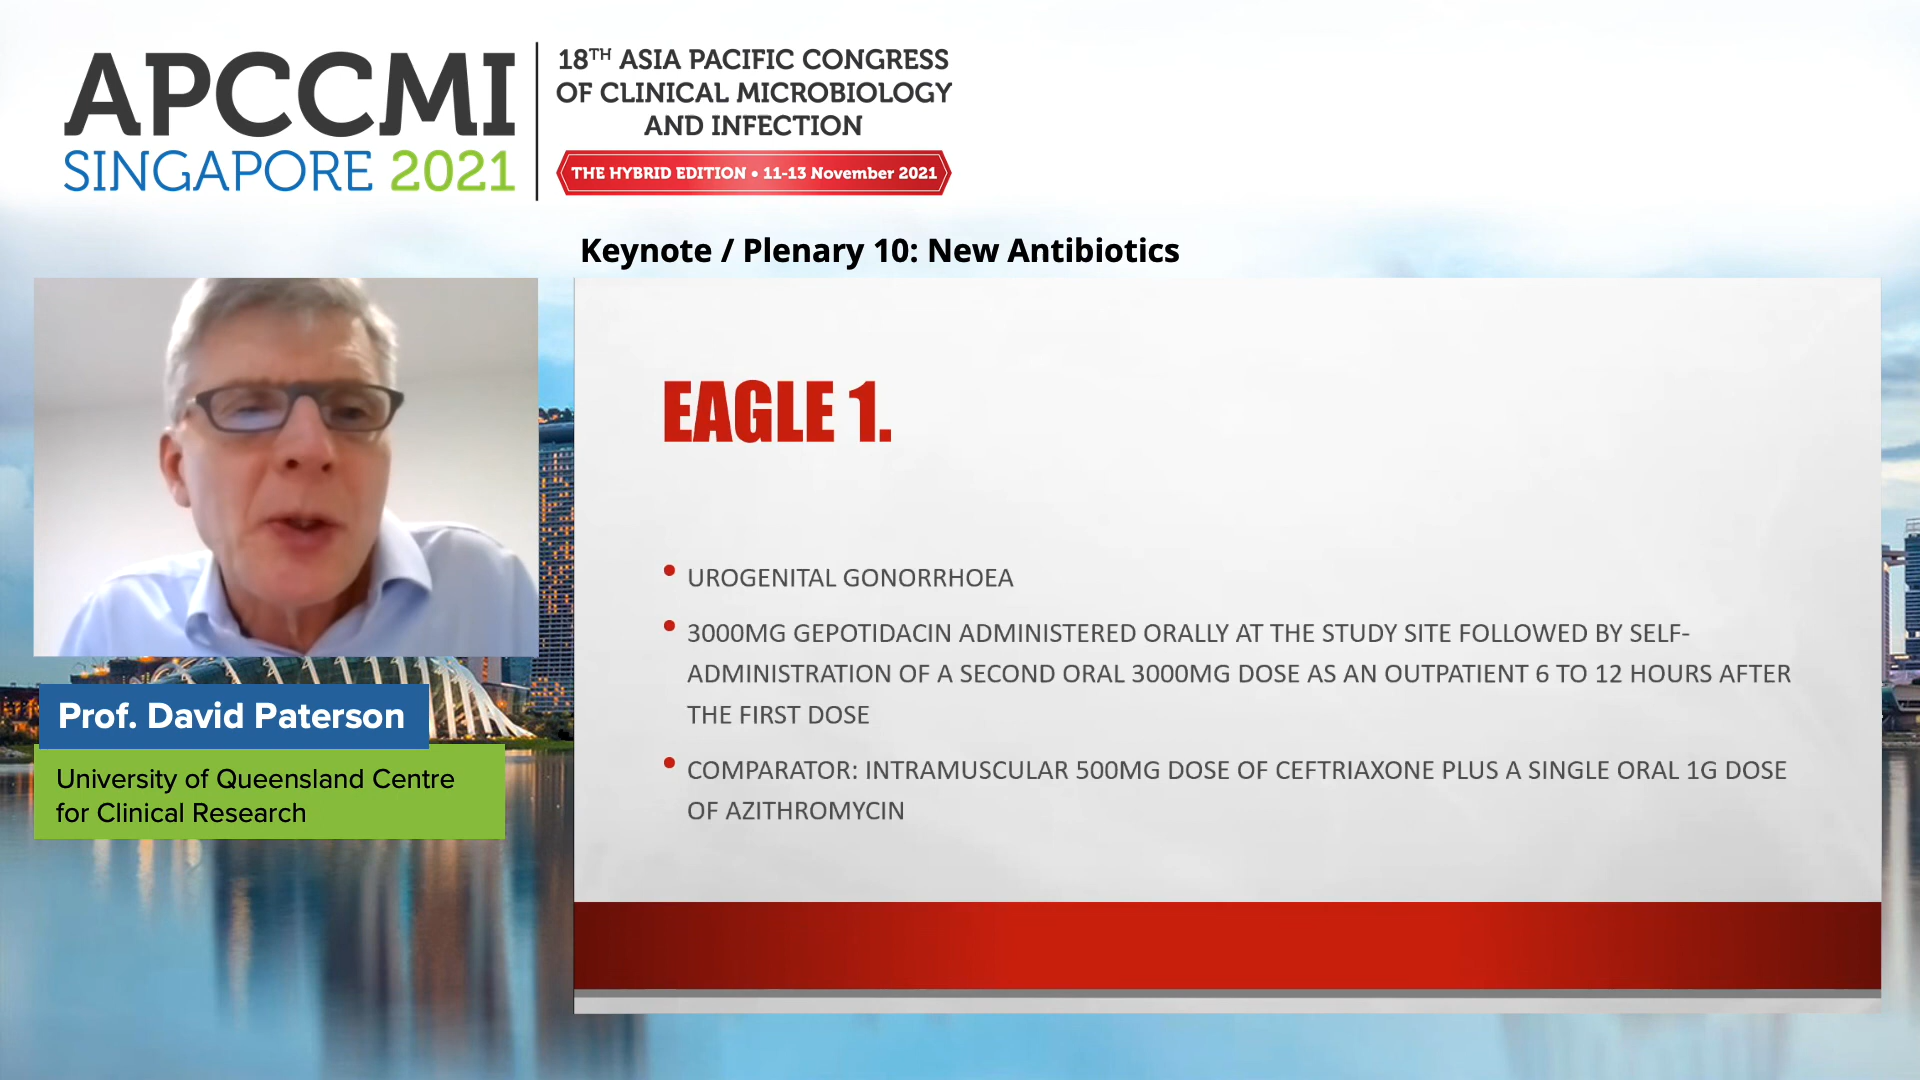 APCCMI
SINGAPORE 2021
18TH ASIA PACIFIC CONGRESS
OF CLINICAL MICROBIOLOGY
AND INFECTION
THE HYBRID EDITION • 11-13 November 2021
Keynote / Plenary 10: New Antibiotics
EAGLE 1.
• UROGENITAL GONORRHOEA
• 3000MG GEPOTIDACIN ADMINISTERED ORALLY AT THE STUDY SITE FOLLOWED BY SELF-
ADMINISTRATION OF A SECOND ORAL 3000MG DOSE AS AN OUTPATIENT 6 TO 12 HOURS AFTER
THE FIRST DOSE
• COMPARATOR: INTRAMUSCULAR 500MG DOSE OF CEFTRIAXONE PLUS A SINGLE ORAL 1G DOSE
OF AZITHROMYCIN
Prof. David Paterson
University of Queensland Centre
for Clinical Research